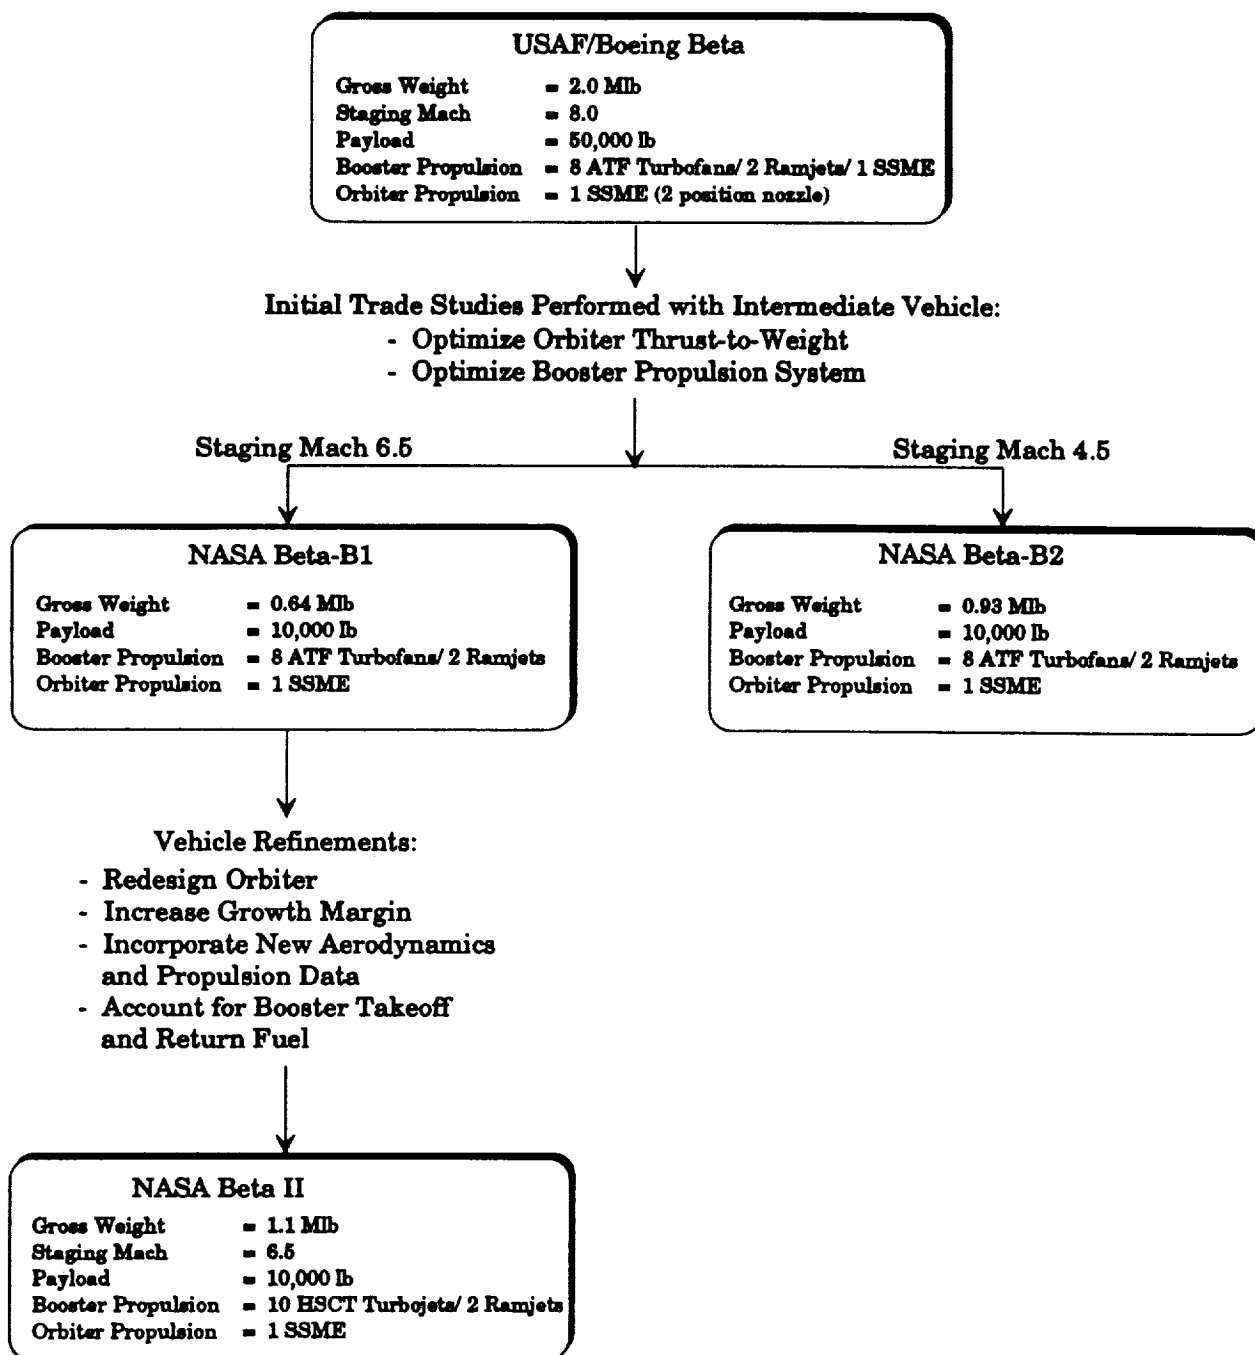 USAF/Boeing Beta
Gross Weight = 2.0 Mlb
Staging Mach = 8.0
Payload = 50,000 lb
Booster Propulsion = 8 ATF Turbofans/ 2 Ramjets/ 1 SSME
Orbiter Propulsion = 1 SSME (2 position nozzle)
Initial Trade Studies Performed with Intermediate Vehicle:
- Optimize Orbiter Thrust-to-Weight
- Optimize Booster Propulsion System
Staging Mach 6.5
Staging Mach 4.5
NASA Beta-B1
Gross Weight = 0.64 Mlb
Payload = 10,000 lb
Booster Propulsion = 8 ATF Turbofans/ 2 Ramjets
Orbiter Propulsion = 1 SSME
NASA Beta-B2
Gross Weight = 0.93 Mlb
Payload = 10,000 lb
Booster Propulsion = 8 ATF Turbofans/ 2 Ramjets
Orbiter Propulsion = 1 SSME
Vehicle Refinements:
- Redesign Orbiter
- Increase Growth Margin
- Incorporate New Aerodynamics
and Propulsion Data
- Account for Booster Takeoff
and Return Fuel
NASA Beta II
Gross Weight = 1.1 Mlb
Staging Mach = 6.5
Payload = 10,000 lb
Booster Propulsion = 10 HSCT Turbojets/ 2 Ramjets
Orbiter Propulsion = 1 SSME